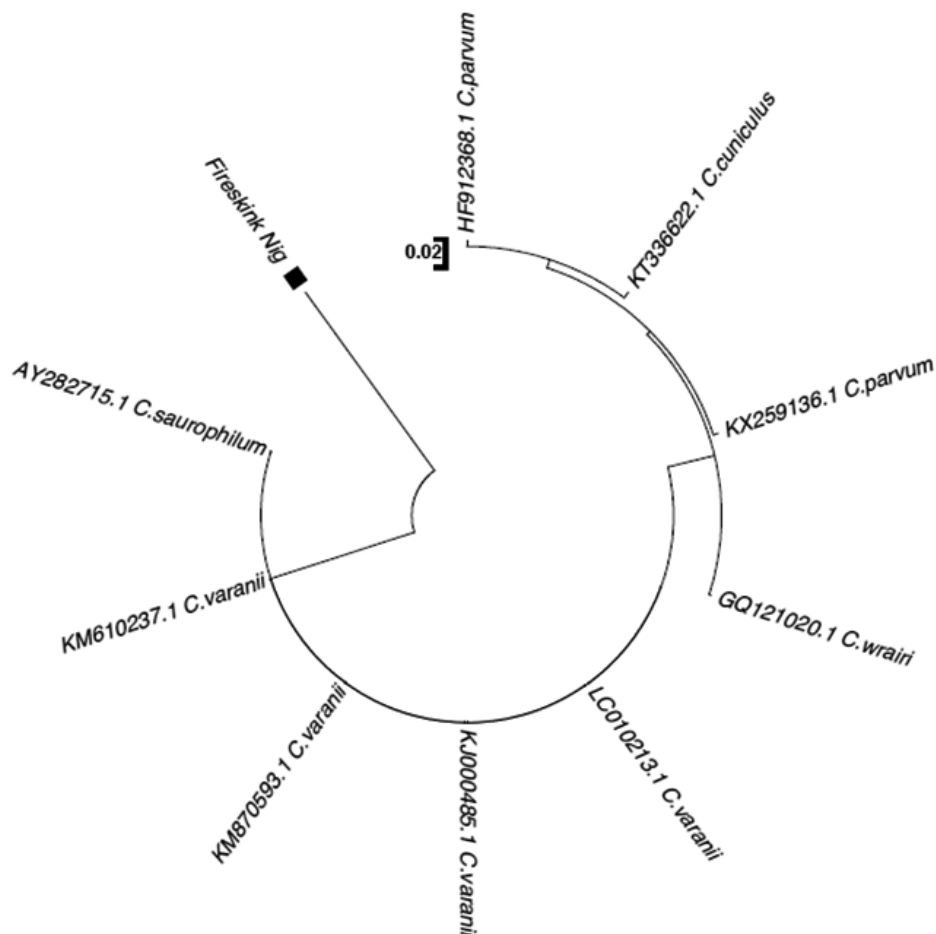 HF912368.1 C.parvum
KT336622.1 C.cuniculus
Fireskink Nig
0.02
AY282715.1 C.saurophilum
KX259136.1 C.parvum
KM610237.1 C.varanii
GQ121020.1 C.wrairi
KM870593.1 C.varanii
KJ000485.1 C.varanii
LC010213.1 C.varanii